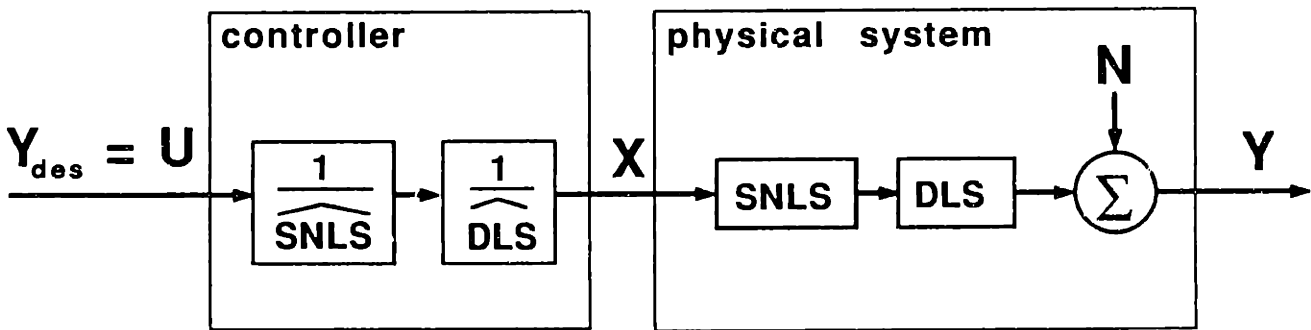 controller
physical system
N
Y_des = U
X
Y
1
SNLS
1
DLS
SNLS
DLS
Σ